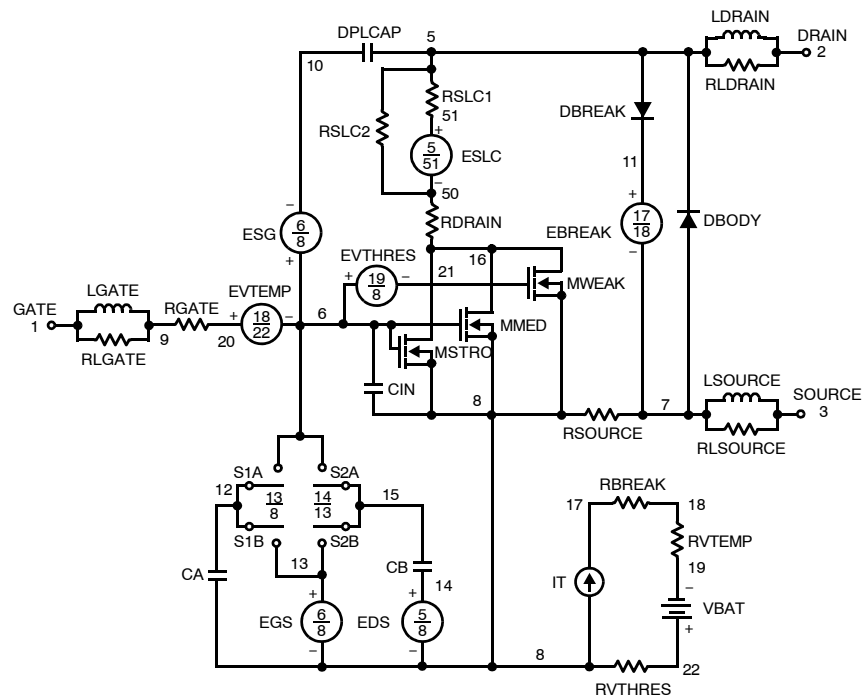 LDRAIN
DPLCAP 5 DRAIN
10 2
RLDRAIN
RSLC1
51
RSLC2
DBREAK
+
5
51
ESLC
11
−
50
−
+
RDRAIN
6
8
ESG
EBREAK
17
18
DBODY
+
EVTHRES
16
−
21
+
19
8
−
MWEAK
LGATE
EVTEMP
GATE
1
RGATE
+
18
22
−
6
MMED
9
20
MSTRO
RLGATE
CIN
LSOURCE
8
7
SOURCE
3
RSOURCE
RLSOURCE
S1A
S2A
12
13
8
14
13
15
RBREAK
17
18
S1B
S2B
RVTEMP
13
CB
19
CA
14
IT
−
+
+
VBAT
EGS
6
8
EDS
5
8
+
−
−
8
22
RVTHRES